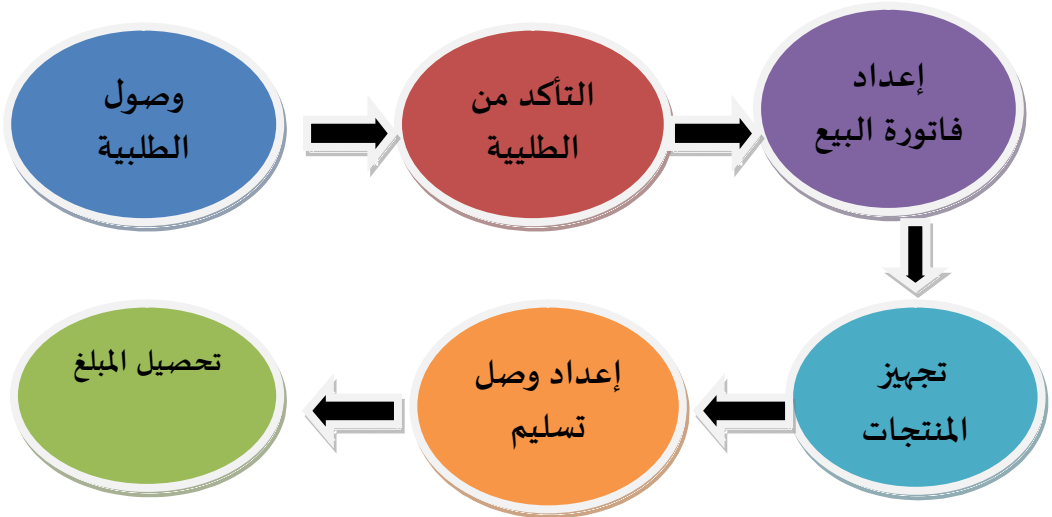 وصول
الطلبية
التأكد من
الطليية
إعداد
فاتورة البيع
تجهيز
المنتجات
إعداد وصل
تسليم
تحصيل المبلغ